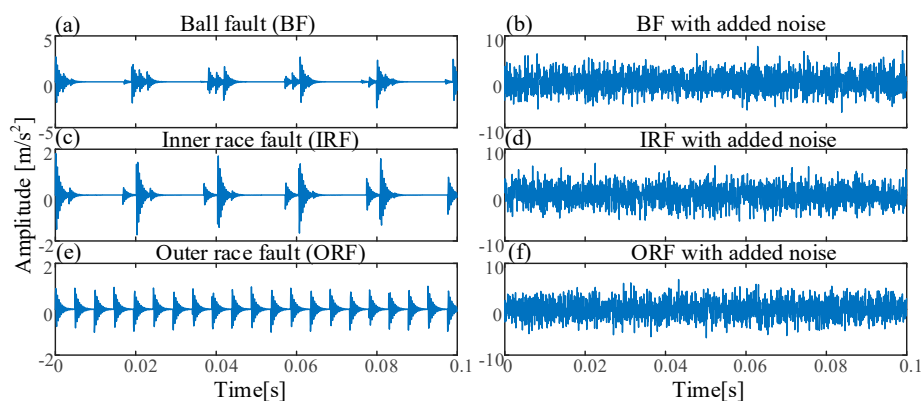 (a) Ball fault (BF)
(b) BF with added noise
5
0
-5
10
0
-10
(c) Inner race fault (IRF)
(d) IRF with added noise
2
0
-2
10
0
-10
(e) Outer race fault (ORF)
(f) ORF with added noise
2
0
-2
10
0
-10
Amplitude [m/s²]
0 0.02 0.04 0.06 0.08 0.1
0 0.02 0.04 0.06 0.08 0.1
Time[s]
Time[s]